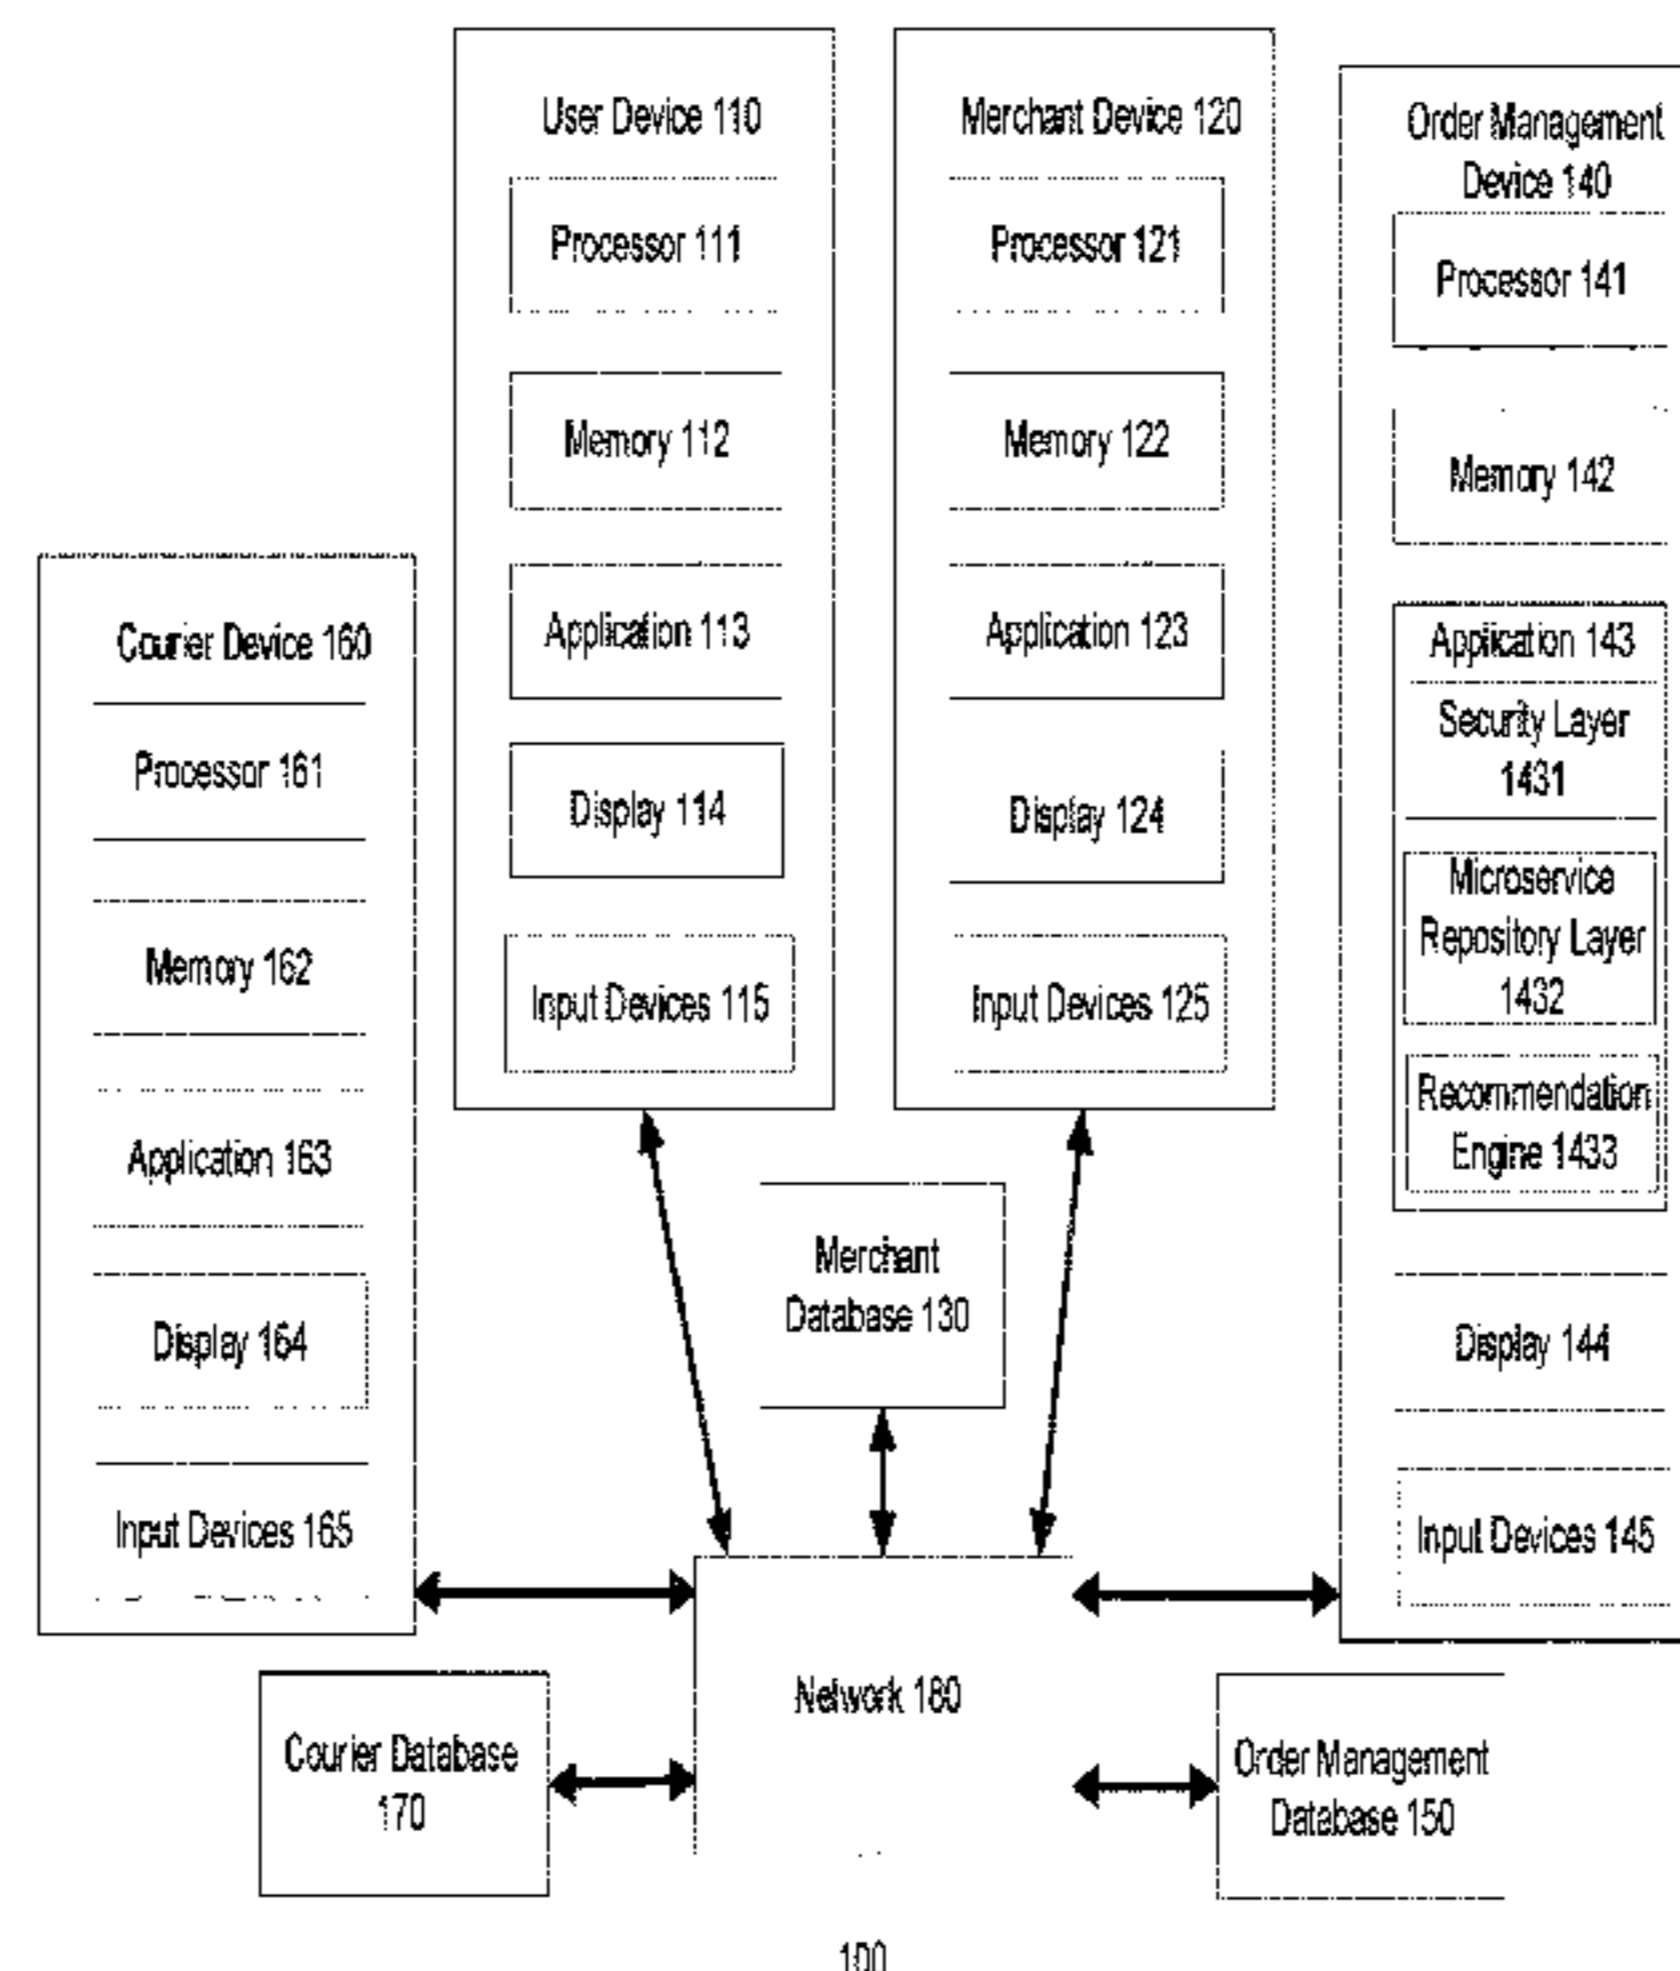 User Device 110
Processor 111
Memory 112
Application 113
Display 114
Input Devices 115
Merchant Device 120
Processor 121
Memory 122
Application 123
Display 124
Input Devices 125
Order Management
Device 140
Processor 141
Memory 142
Application 143
Security Layer
1431
Microservice
Repository Layer
1432
Recommendation
Engine 1433
Display 144
Input Devices 145
Courier Device 160
Processor 161
Memory 162
Application 163
Display 164
Input Devices 165
Merchant
Database 130
Network 180
Courier Database
170
Order Management
Database 150
100